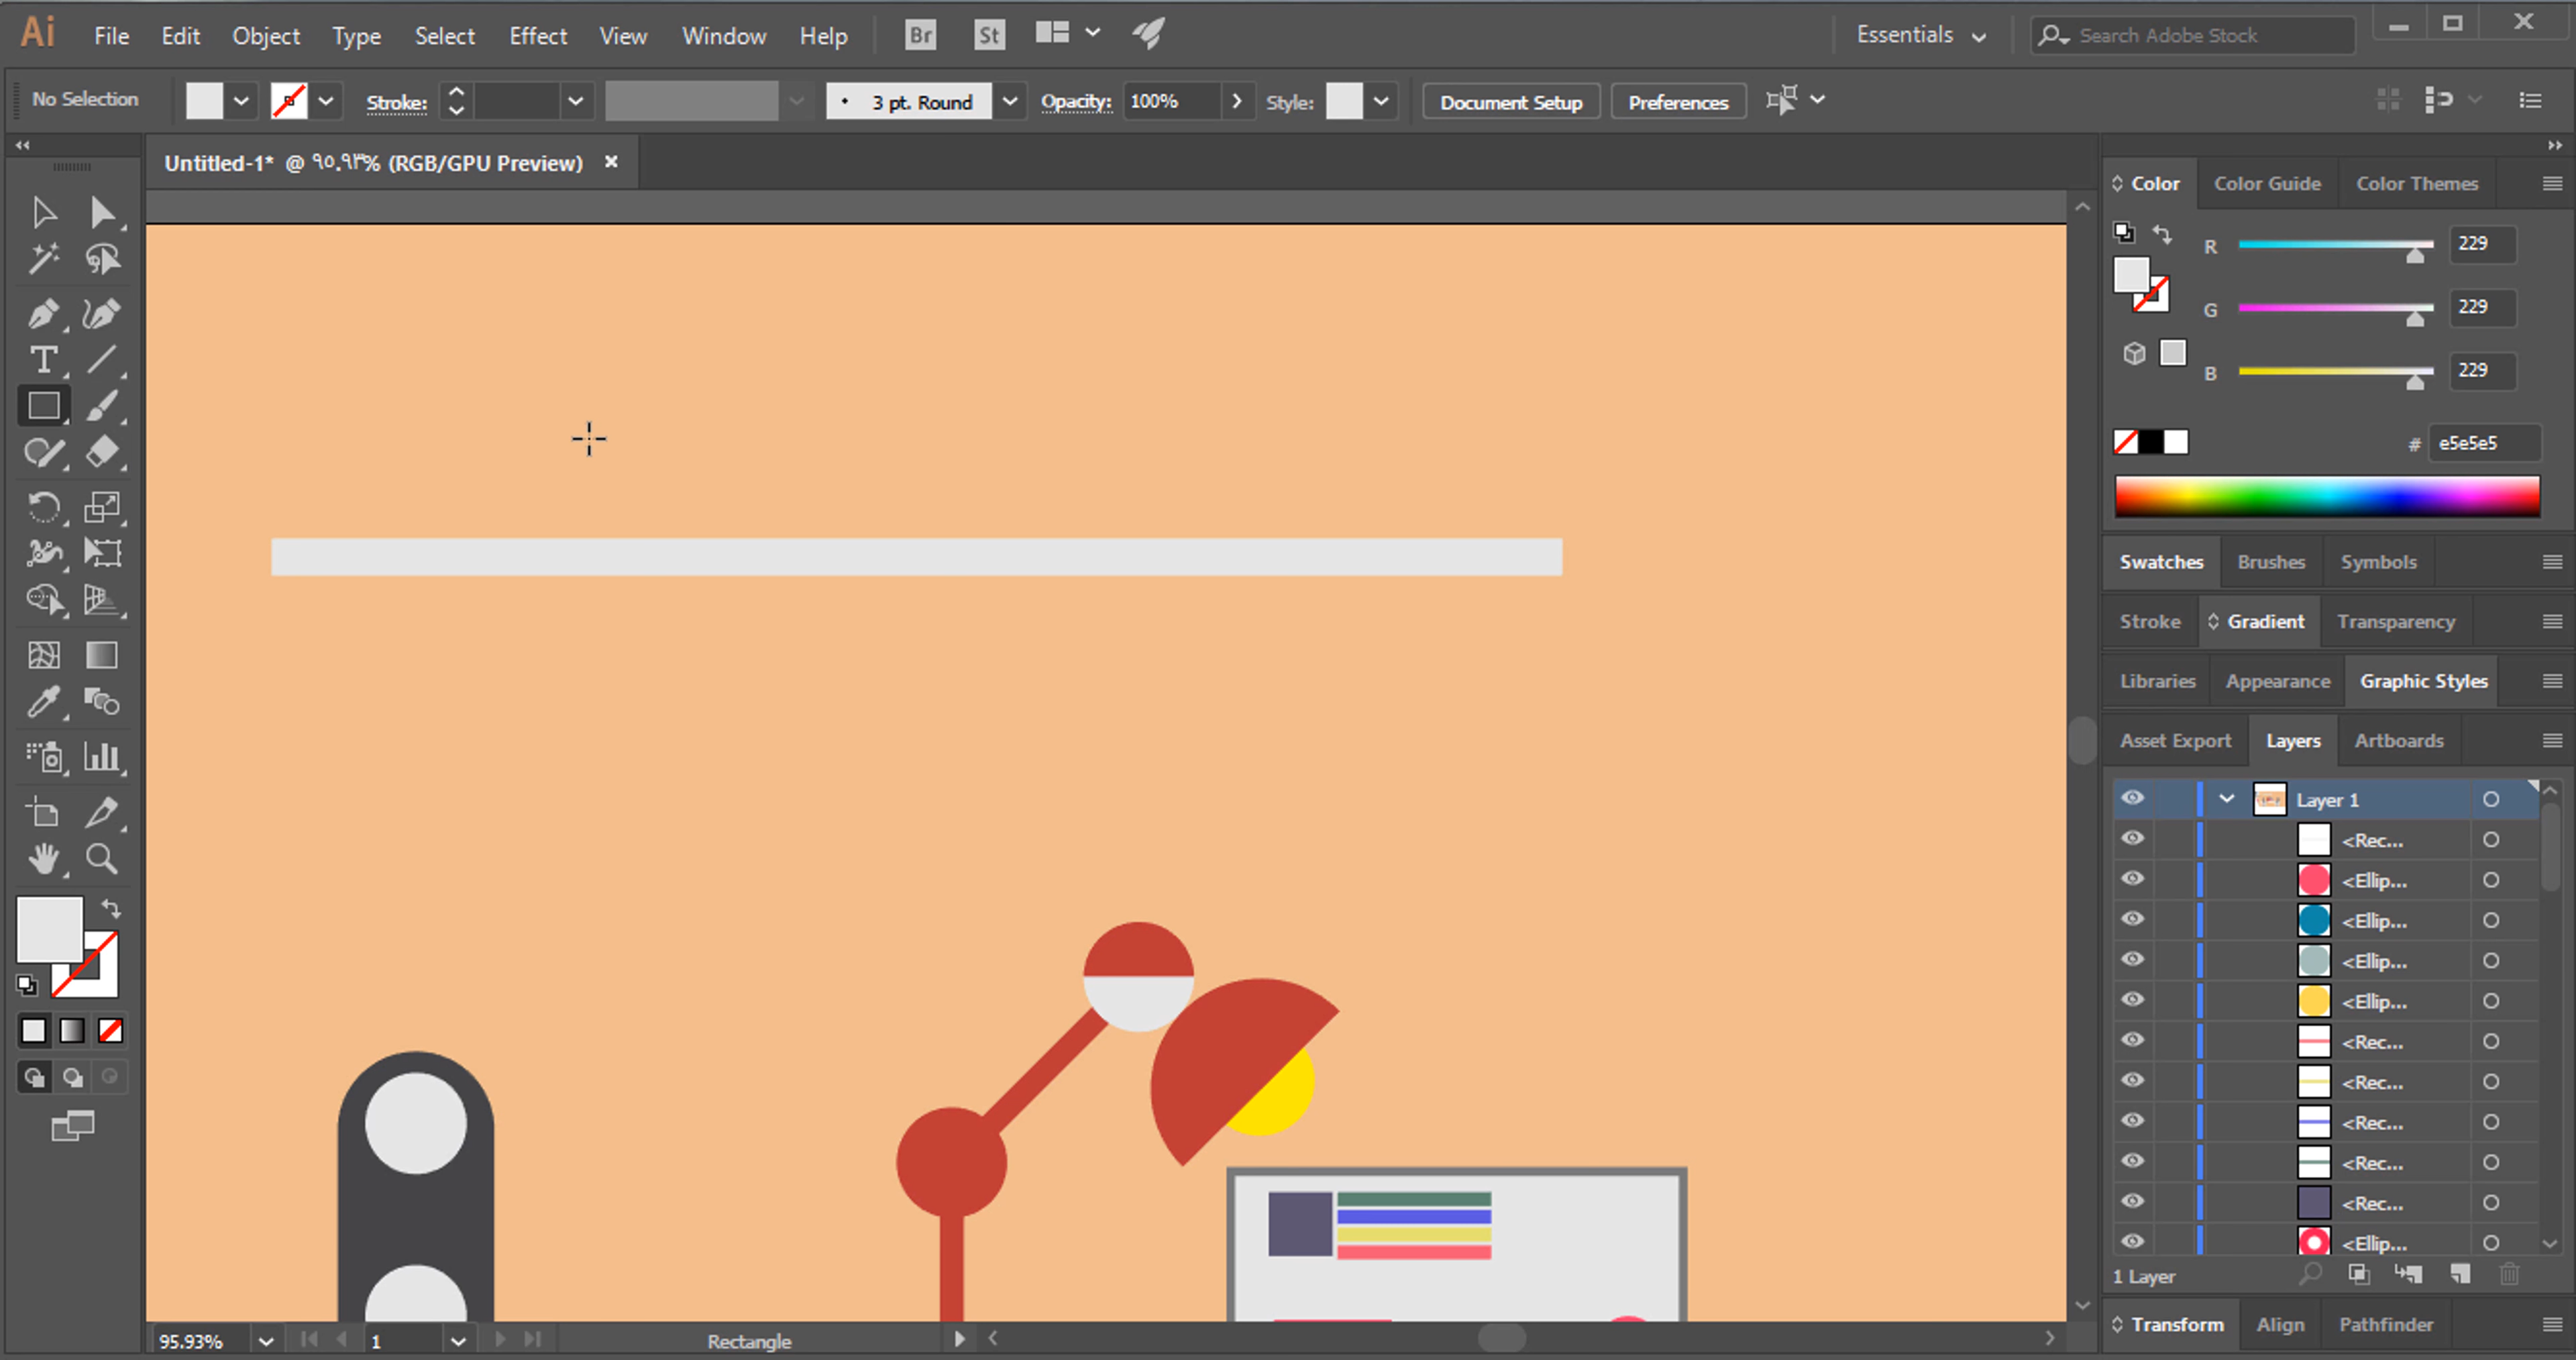 Ai File Edit Object Type Select Effect View Window Help Br St Essentials Search Adobe Stock
No Selection Stroke: 3 pt. Round Opacity: 100% Style: Document Setup Preferences
Untitled-1* @ ٩٥.٩٣% (RGB/GPU Preview)
Color Color Guide Color Themes
R 229
G 229
B 229
# e5e5e5
Swatches Brushes Symbols
Stroke Gradient Transparency
Libraries Appearance Graphic Styles
Asset Export Layers Artboards
Layer 1
<Rec...
<Ellip...
<Ellip...
<Ellip...
<Ellip...
<Rec...
<Rec...
<Rec...
<Rec...
<Rec...
<Ellip...
1 Layer
Transform Align Pathfinder
95.93% 1 Rectangle